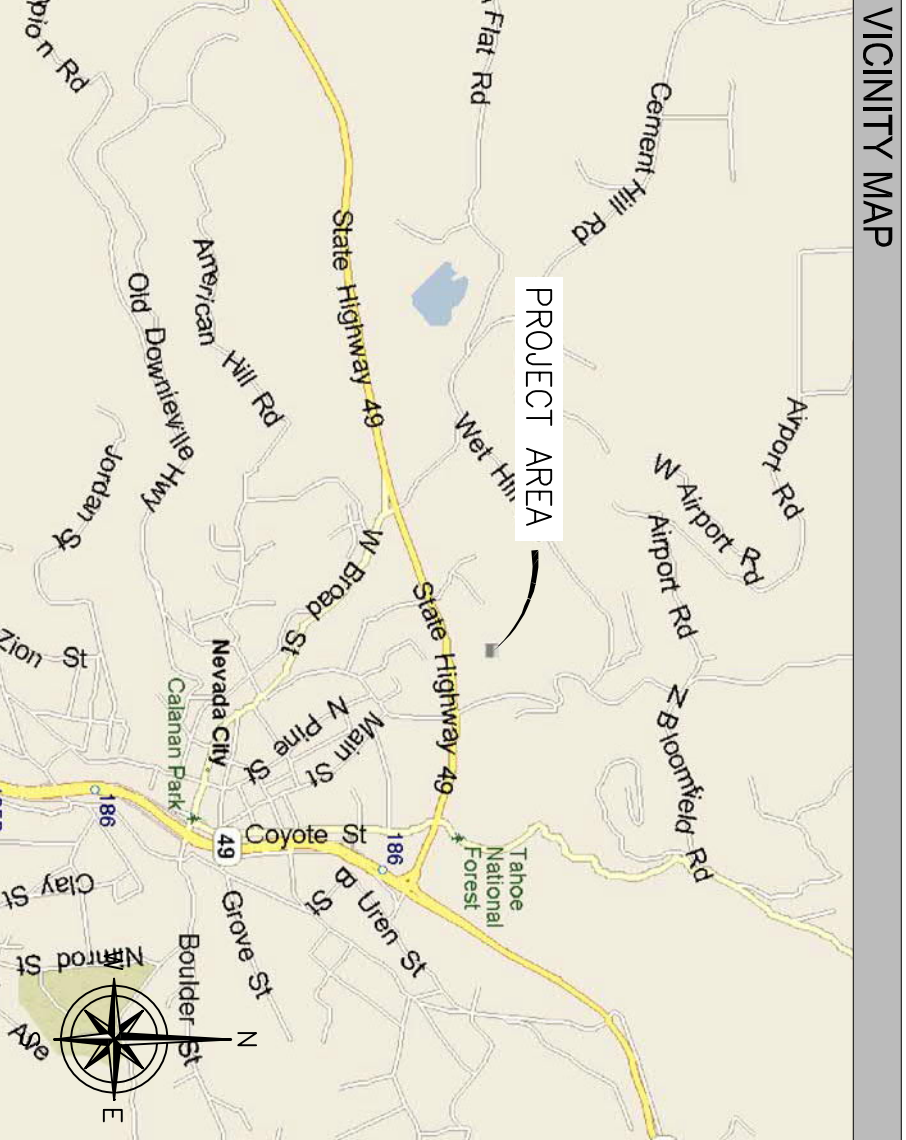 VICINITY MAP
Flat Rd
Cement Hill Rd
Airport Rd
W Airport Rd
Airport Rd
PROJECT AREA
Wet Hill
N Bloomfield Rd
State Highway 49
State Highway 49
American Hill Rd
Old Downieville Hwy
Jordan St
W Broad St
Zion St
Nevada City
Calanan Park
N Pine St
Main St
Coyote St
186
49
186
Tahoe
National
Forest
Uren St
Grove St
Clay St
Nimrod St
Boulder St
Ave
N
E
W